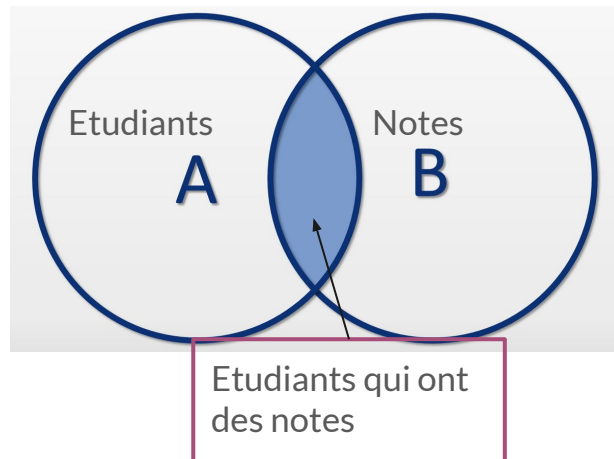 Etudiants
A
Notes
B
Etudiants qui ont
des notes